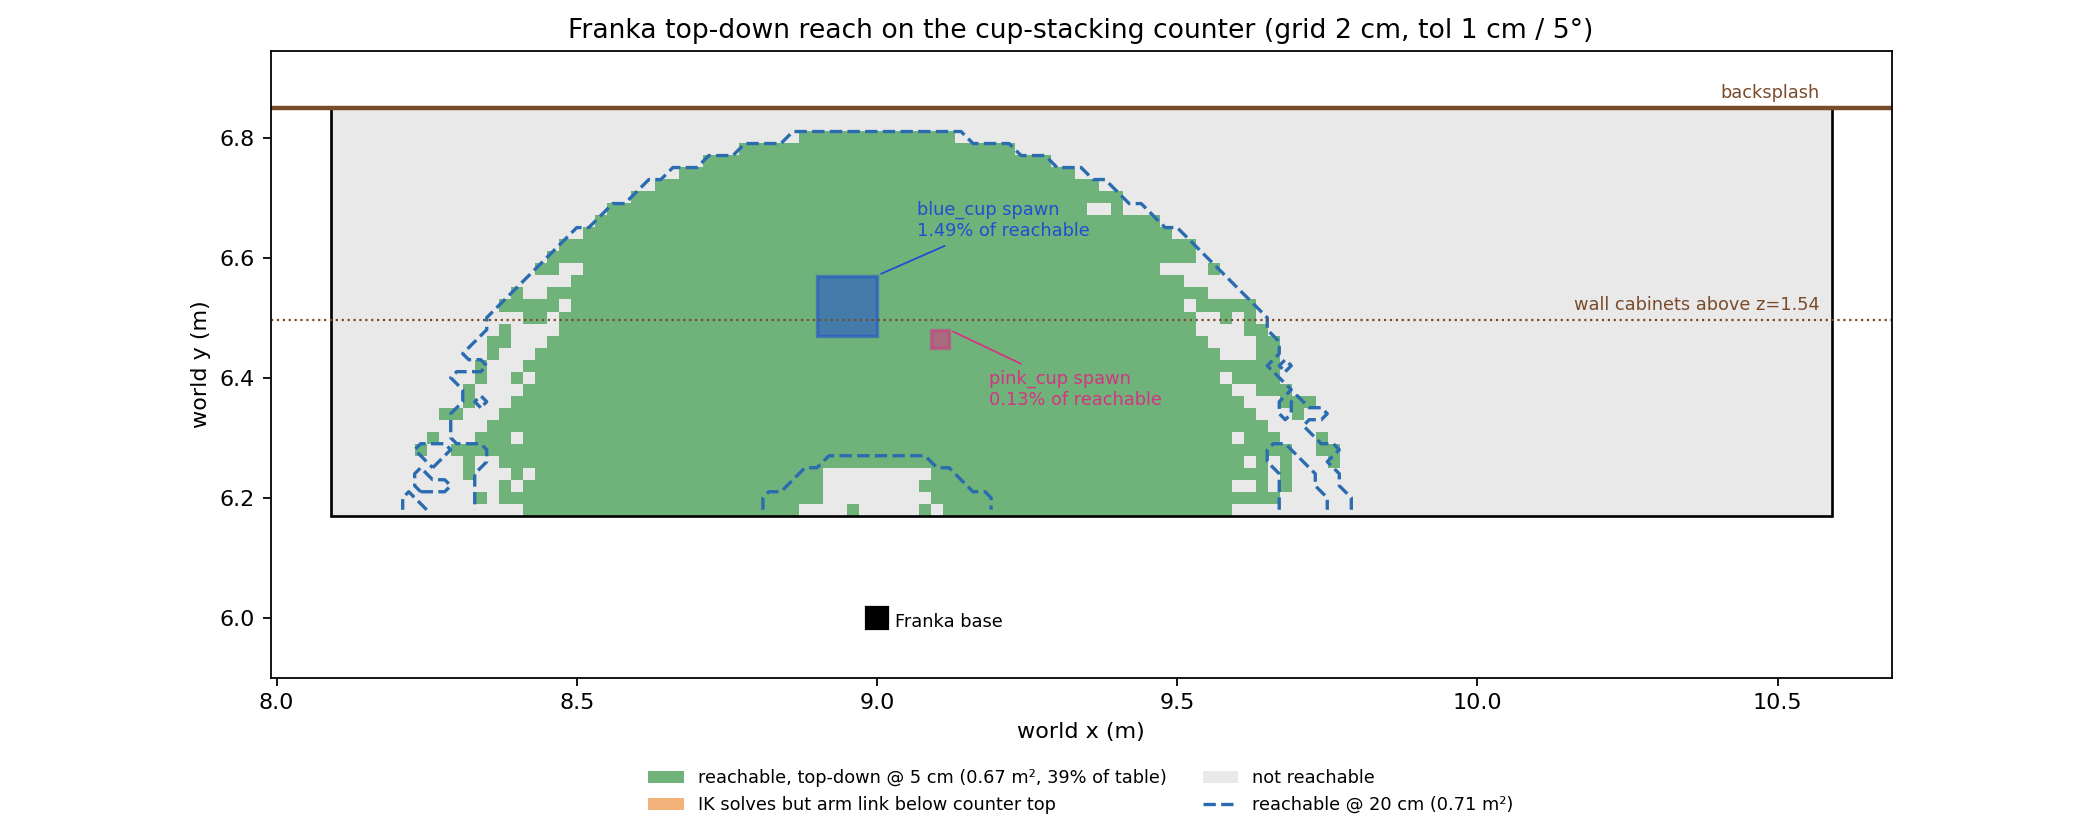 Franka top-down reach on the cup-stacking counter (grid 2 cm, tol 1 cm / 5°)
backsplash
6.8
blue_cup spawn
1.49% of reachable
6.6
wall cabinets above z=1.54
world y (m)
pink_cup spawn
0.13% of reachable
6.4
6.2
6.0
Franka base
8.0
8.5
9.0
9.5
10.0
10.5
world x (m)
reachable, top-down @ 5 cm (0.67 m², 39% of table)
not reachable
IK solves but arm link below counter top
reachable @ 20 cm (0.71 m²)